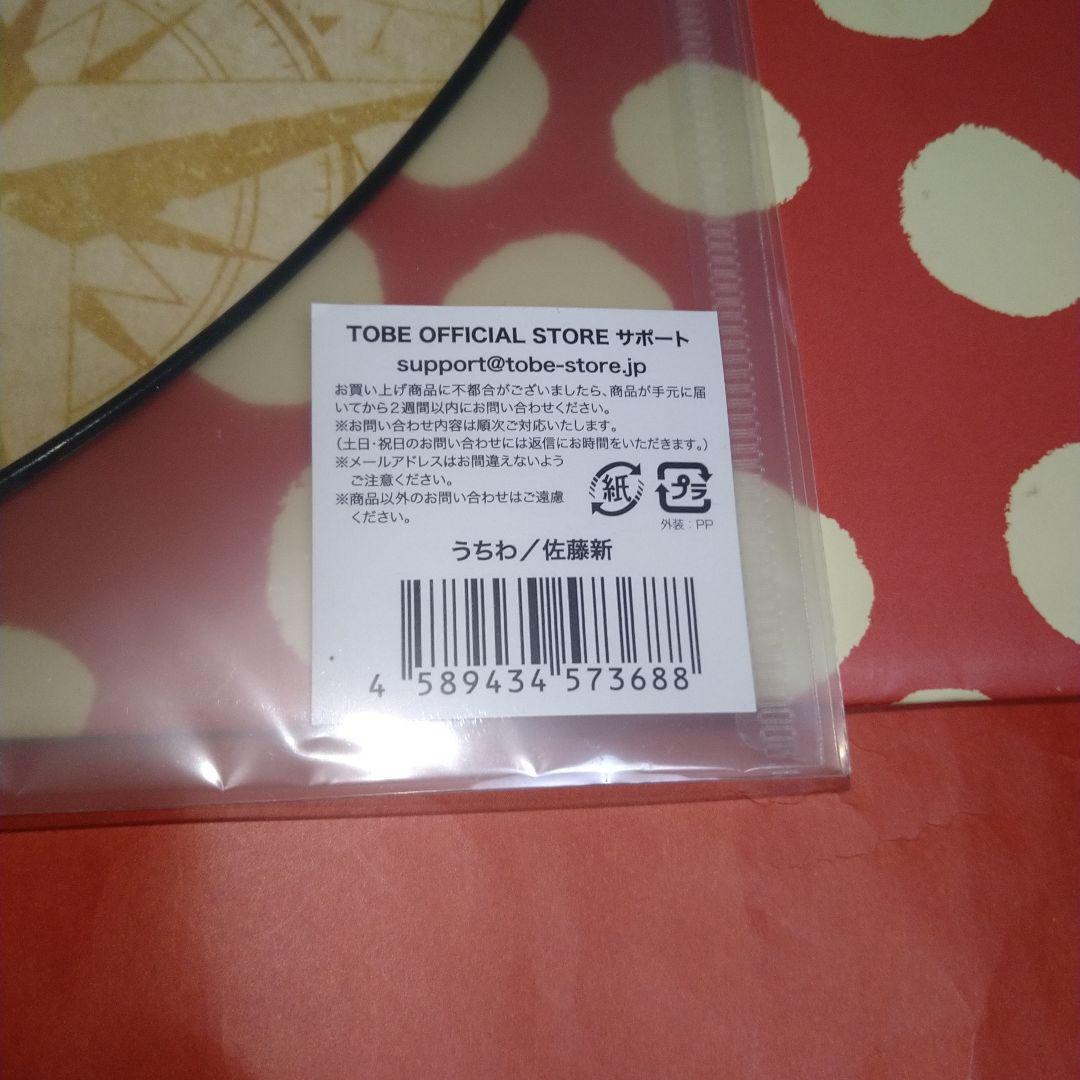 TOBE OFFICIAL STORE サポート
support@tobe-store.jp
お買い上げ商品に不都合がございましたら、商品が手元に届
いてから2週間以内にお問い合わせください。
※お問い合わせ内容は順次ご対応いたします。
（土日・祝日のお問い合わせには返信にお時間をいただきます。）
※メールアドレスはお間違えないよう
ご注意ください。
※商品以外のお問い合わせはご遠慮
ください。
紙
プラ
外装：PP
うちわ／佐藤新
4 589434 573688